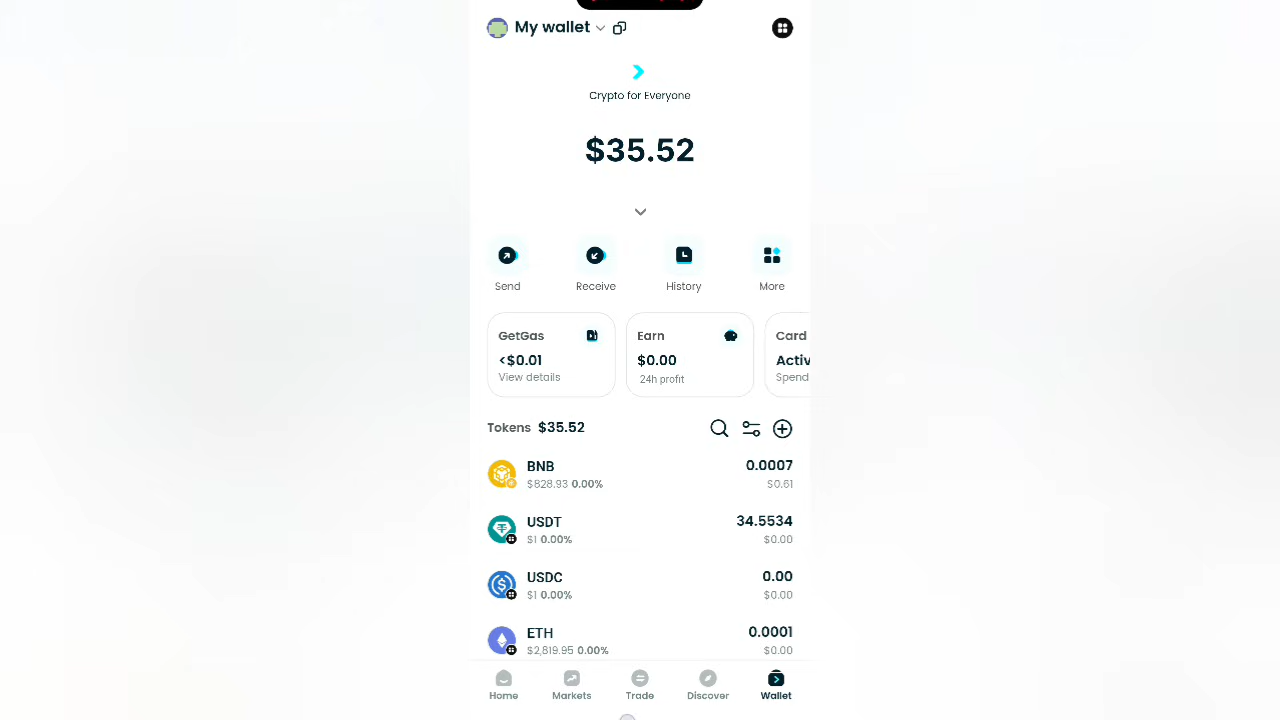 My wallet
Crypto for Everyone
$35.52
Send Receive History More
GetGas Earn Card
<$0.01 $0.00 Activ
View details 24h profit Spend
Tokens $35.52
BNB 0.0007
$828.93 0.00% $0.61
USDT 34.5534
$1 0.00% $0.00
USDC 0.00
$1 0.00% $0.00
ETH 0.0001
$2,819.95 0.00% $0.00
Home Markets Trade Discover Wallet